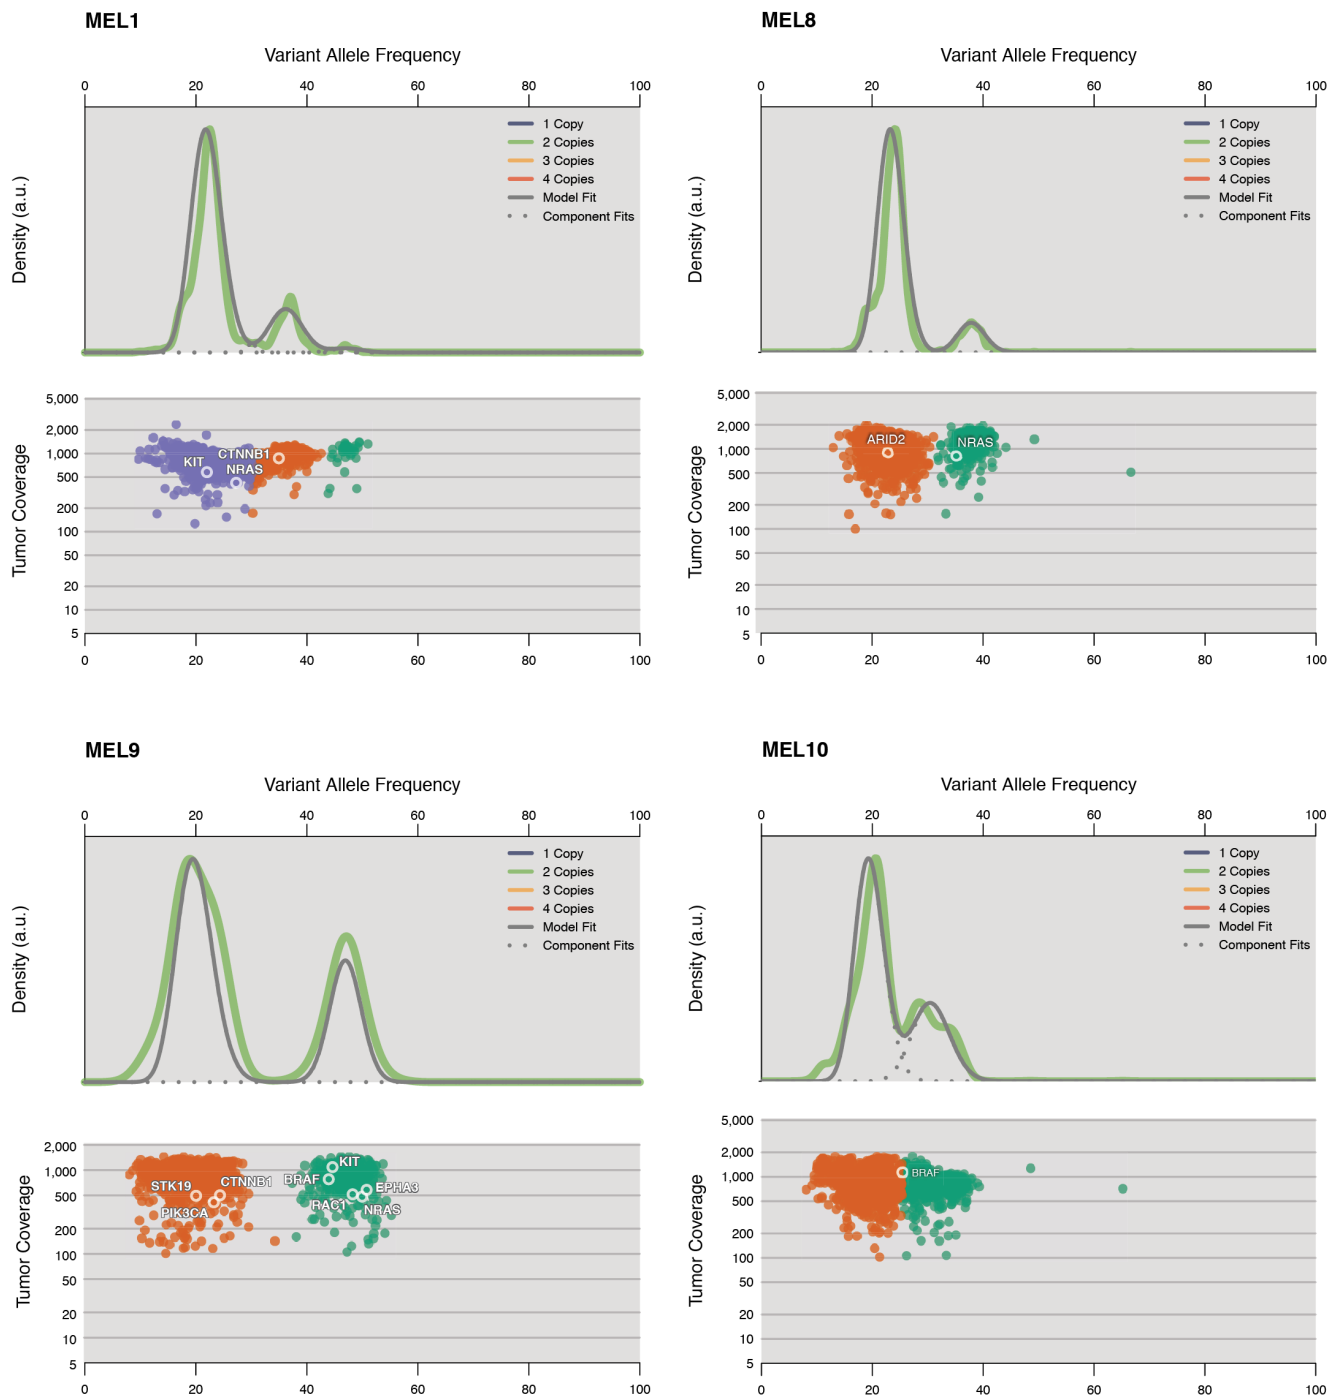 MEL1
Variant Allele Frequency
0 20 40 60 80 100
Density (a.u.)
1 Copy
2 Copies
3 Copies
4 Copies
Model Fit
Component Fits
Tumor Coverage
5,000
2,000
1,000
500
200
100
50
20
10
5
KIT
CTNNB1
NRAS
0 20 40 60 80 100
MEL8
Variant Allele Frequency
0 20 40 60 80 100
Density (a.u.)
1 Copy
2 Copies
3 Copies
4 Copies
Model Fit
Component Fits
Tumor Coverage
5,000
2,000
1,000
500
200
100
50
20
10
5
ARID2
NRAS
0 20 40 60 80 100
MEL9
Variant Allele Frequency
0 20 40 60 80 100
Density (a.u.)
1 Copy
2 Copies
3 Copies
4 Copies
Model Fit
Component Fits
Tumor Coverage
2,000
1,000
500
200
100
50
20
10
5
KIT
BRAF
STK19
CTNNB1
EPHA3
RAC1
PIK3CA
NRAS
0 20 40 60 80 100
MEL10
Variant Allele Frequency
0 20 40 60 80 100
Density (a.u.)
1 Copy
2 Copies
3 Copies
4 Copies
Model Fit
Component Fits
Tumor Coverage
5,000
2,000
1,000
500
200
100
50
20
10
5
BRAF
0 20 40 60 80 100